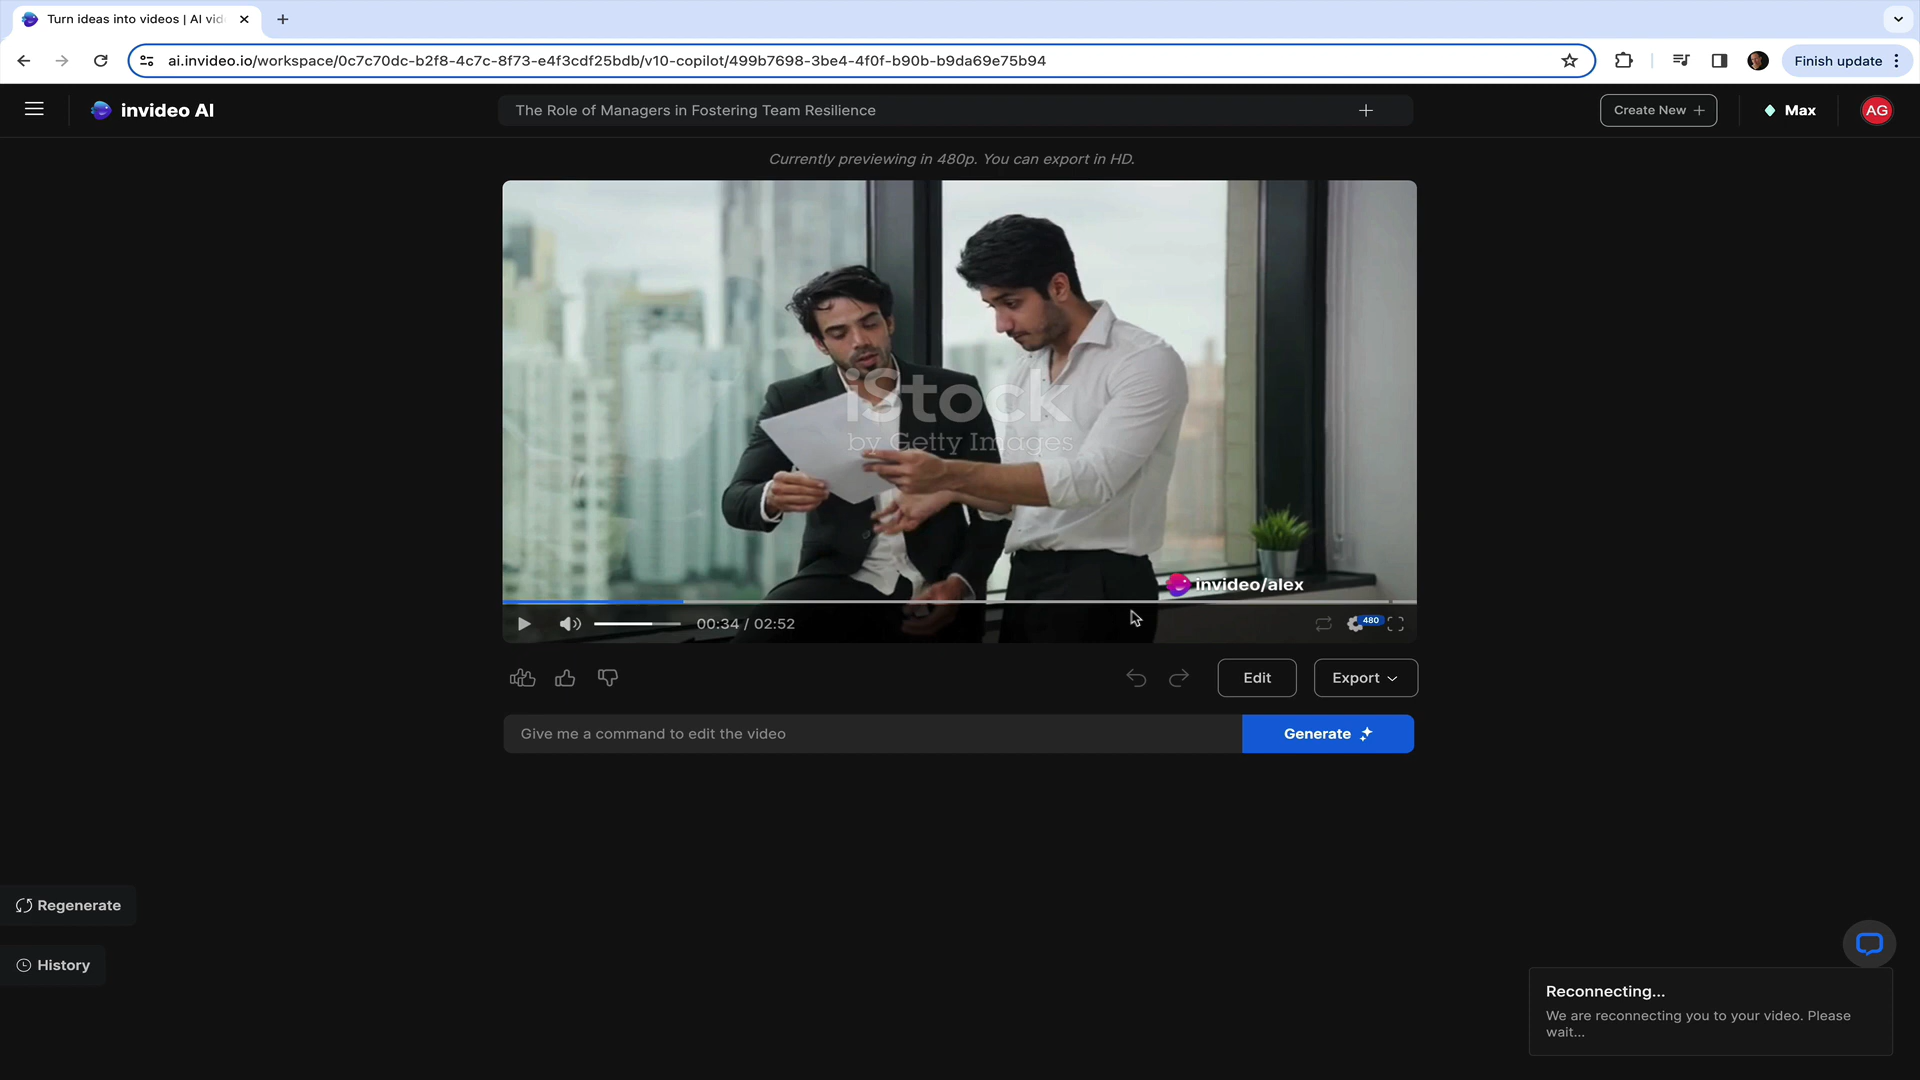 Turn ideas into videos | AI vid
ai.invideo.io/workspace/0c7c70dc-b2f8-4c7c-8f73-e4f3cdf25bdb/v10-copilot/499b7698-3be4-4f0f-b90b-b9da69e75b94
Finish update
invideo AI
The Role of Managers in Fostering Team Resilience
Create New
Max
AG
Currently previewing in 480p. You can export in HD.
iStock
by Getty Images
invideo/alex
00:34 / 02:52
480
Edit
Export
Give me a command to edit the video
Generate
Regenerate
History
Reconnecting...
We are reconnecting you to your video. Please
wait...